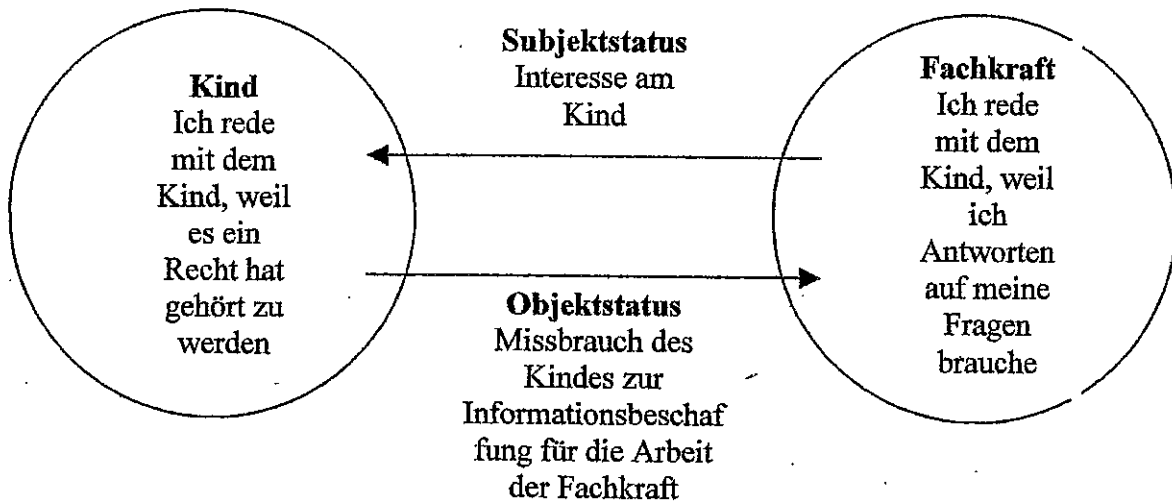 Kind
Ich rede
mit dem
Kind, weil
es ein
Recht hat
gehört zu
werden
Subjektstatus
Interesse am
Kind
Objektstatus
Missbrauch des
Kindes zur
Informationsbeschaf
fung für die Arbeit
der Fachkraft
Fachkraft
Ich rede
mit dem
Kind, weil
ich
Antworten
auf meine
Fragen
brauche